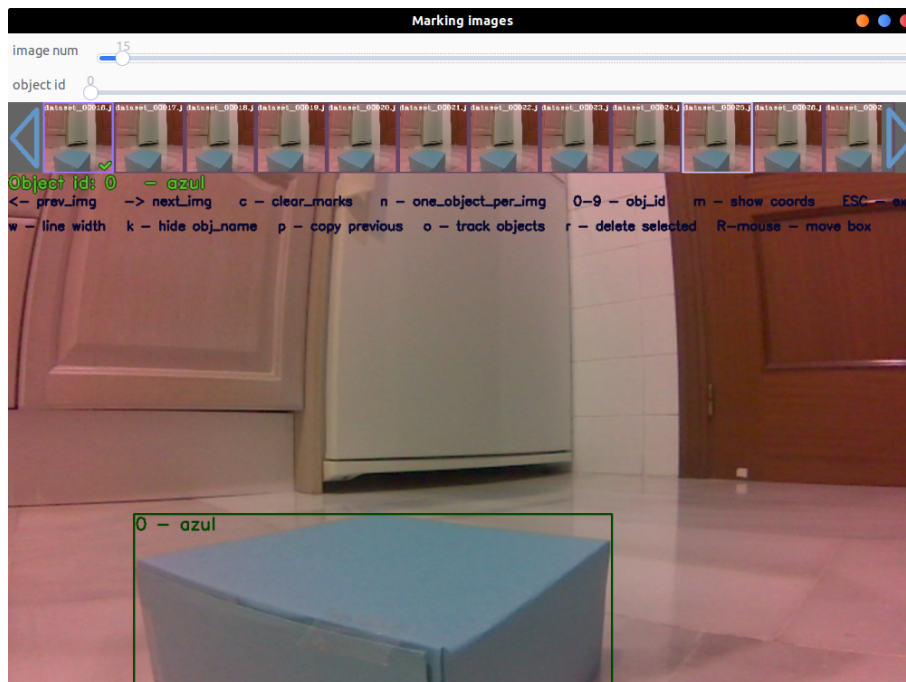 Marking images
image num 15
object id 0
dataset_00016.j dataset_00017.j dataset_00018.j dataset_00019.j dataset_00020.j dataset_00021.j dataset_00022.j dataset_00023.j dataset_00024.j dataset_00025.j dataset_00026.j dataset_0002
Object id: 0 - azul
<- prev_img -> next_img c - clear_marks n - one_object_per_img 0-9 - obj_id m - show coords ESC - ex
w - line width k - hide obj_name p - copy previous o - track objects r - delete selected R-mouse - move box
0 - azul